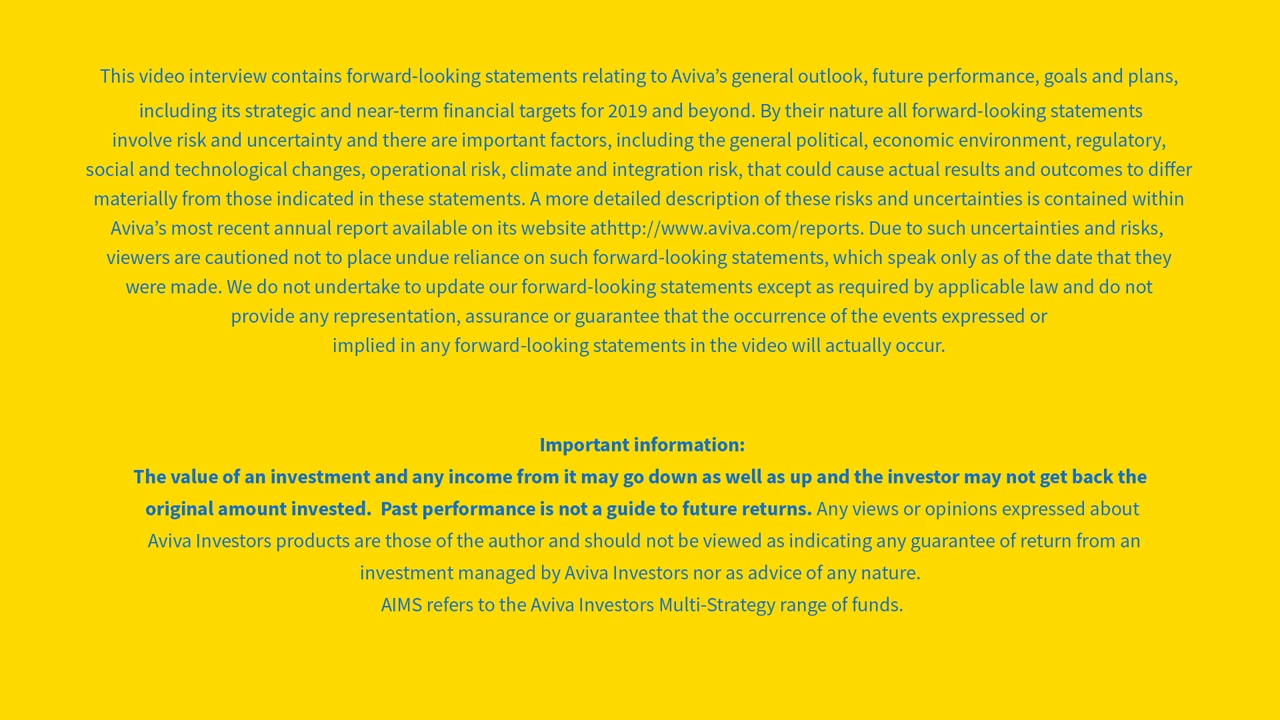 This video interview contains forward-looking statements relating to Aviva’s general outlook, future performance, goals and plans,
including its strategic and near-term financial targets for 2019 and beyond. By their nature all forward-looking statements
involve risk and uncertainty and there are important factors, including the general political, economic environment, regulatory,
social and technological changes, operational risk, climate and integration risk, that could cause actual results and outcomes to differ
materially from those indicated in these statements. A more detailed description of these risks and uncertainties is contained within
Aviva’s most recent annual report available on its website athttp://www.aviva.com/reports. Due to such uncertainties and risks,
viewers are cautioned not to place undue reliance on such forward-looking statements, which speak only as of the date that they
were made. We do not undertake to update our forward-looking statements except as required by applicable law and do not
provide any representation, assurance or guarantee that the occurrence of the events expressed or
implied in any forward-looking statements in the video will actually occur.
Important information:
The value of an investment and any income from it may go down as well as up and the investor may not get back the
original amount invested.  Past performance is not a guide to future returns. Any views or opinions expressed about
Aviva Investors products are those of the author and should not be viewed as indicating any guarantee of return from an
investment managed by Aviva Investors nor as advice of any nature.
AIMS refers to the Aviva Investors Multi-Strategy range of funds.